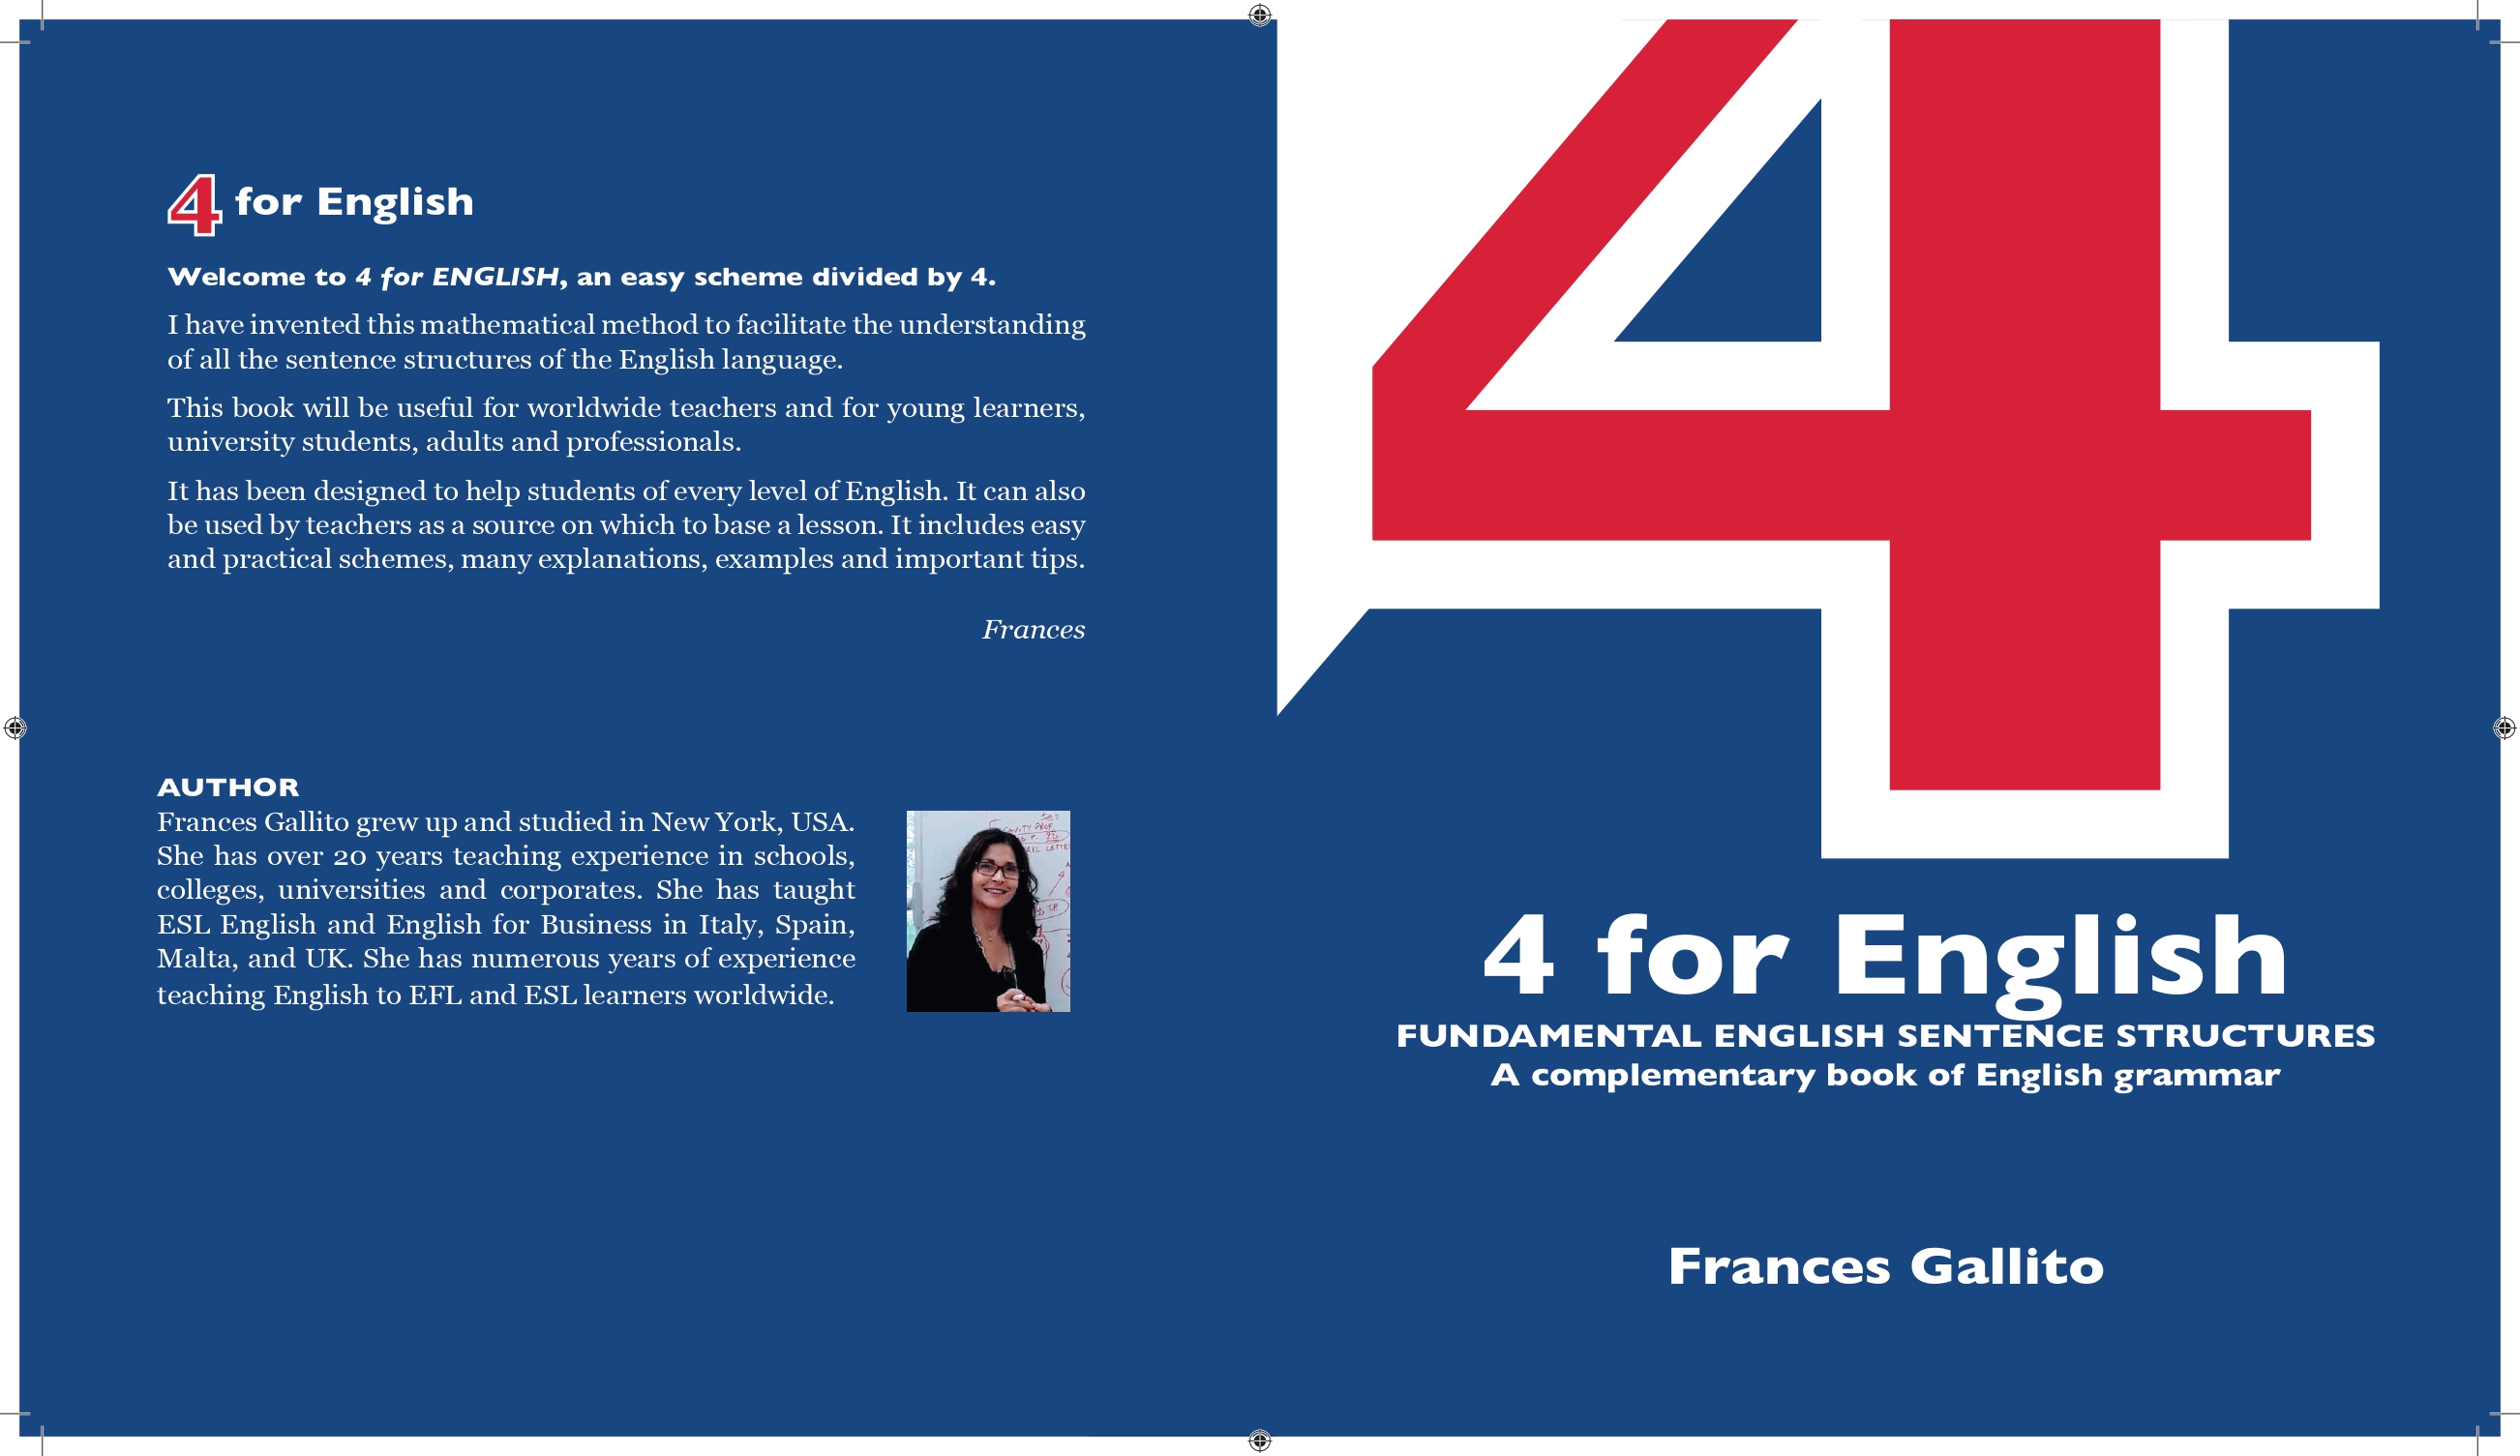 4 for English
Welcome to 4 for ENGLISH, an easy scheme divided by 4.
I have invented this mathematical method to facilitate the understanding
of all the sentence structures of the English language.
This book will be useful for worldwide teachers and for young learners,
university students, adults and professionals.
It has been designed to help students of every level of English. It can also
be used by teachers as a source on which to base a lesson. It includes easy
and practical schemes, many explanations, examples and important tips.
Frances
AUTHOR
Frances Gallito grew up and studied in New York, USA.
She has over 20 years teaching experience in schools,
colleges, universities and corporates. She has taught
ESL English and English for Business in Italy, Spain,
Malta, and UK. She has numerous years of experience
teaching English to EFL and ESL learners worldwide.
4
4 for English
FUNDAMENTAL ENGLISH SENTENCE STRUCTURES
A complementary book of English grammar
Frances Gallito